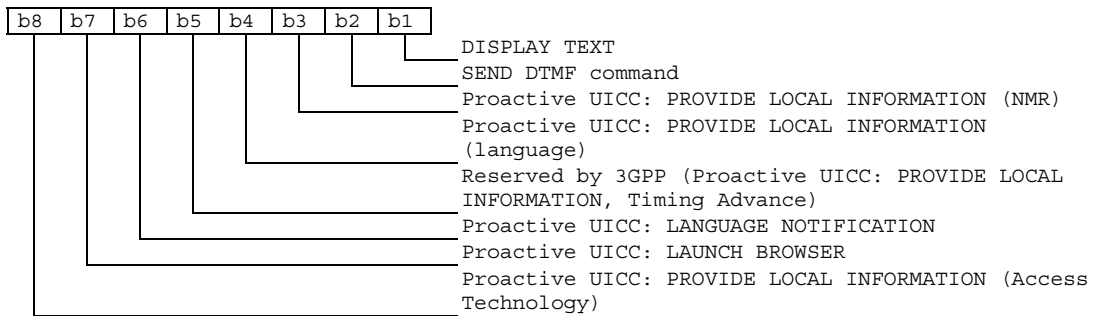 b8 b7 b6 b5 b4 b3 b2 b1
DISPLAY TEXT
SEND DTMF command
Proactive UICC: PROVIDE LOCAL INFORMATION (NMR)
Proactive UICC: PROVIDE LOCAL INFORMATION
(language)
Reserved by 3GPP (Proactive UICC: PROVIDE LOCAL
INFORMATION, Timing Advance)
Proactive UICC: LANGUAGE NOTIFICATION
Proactive UICC: LAUNCH BROWSER
Proactive UICC: PROVIDE LOCAL INFORMATION (Access
Technology)